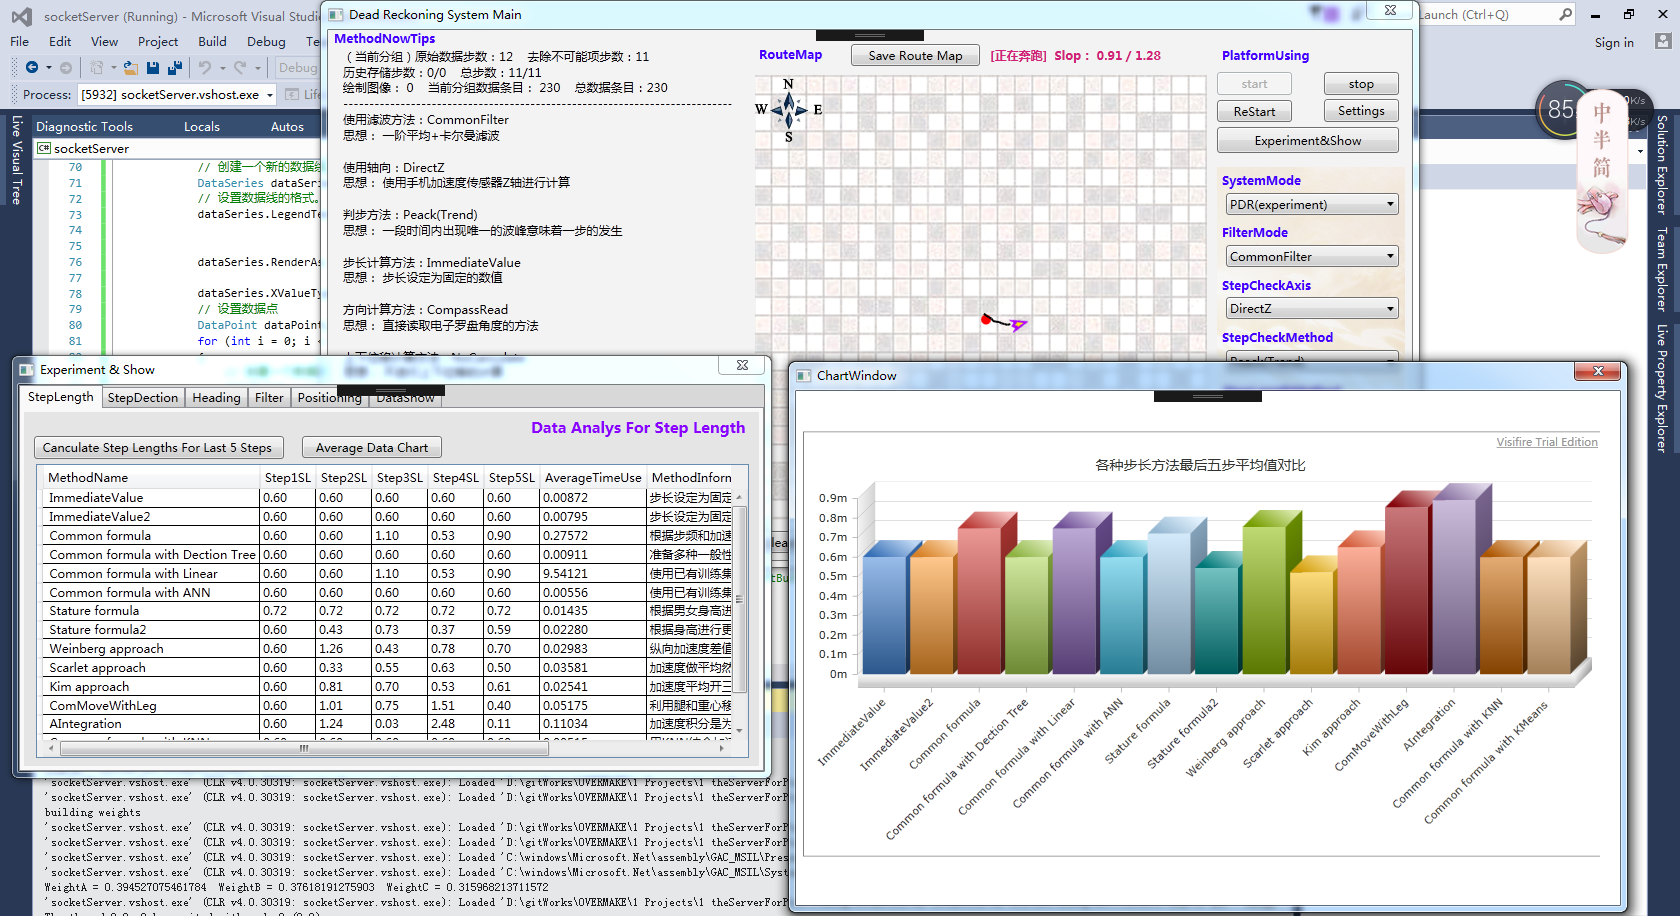 socketServer (Running) - Microsoft Visual Studio
File Edit View Project Build Debug
Process: [5932] socketServer.vshost.exe
Launch (Ctrl+Q)
Sign in
Debug
Live Visual Tree
Diagnostic Tools Locals Autos
socketServer
70 // 创建一个新的数据线
71 DataSeries dataSeri
72 // 设置数据线的格式。
73 dataSeries.LegendTe
74
75
76 dataSeries.RenderAs
77
78 dataSeries.XValueTy
79 // 设置数据点
80 DataPoint dataPoint
81 for (int i = 0; i <
Dead Reckoning System Main
MethodNowTips
（当前分组）原始数据步数：12 去除不可能项步数：11
历史存储步数：0/0 总步数：11/11
绘制图像： 0 当前分组数据条目： 230 总数据条目：230
使用滤波方法：CommonFilter
思想： 一阶平均+卡尔曼滤波
使用轴向：DirectZ
思想： 使用手机加速度传感器Z轴进行计算
判步方法：Peack(Trend)
思想： 一段时间内出现唯一的波峰意味着一步的发生
步长计算方法：ImmediateValue
思想： 步长设定为固定的数值
方向计算方法：CompassRead
思想： 直接读取电子罗盘角度的方法
RouteMap
Save Route Map
[正在奔跑] Slop： 0.91 / 1.28
N
W E
S
PlatformUsing
start stop
ReStart Settings
Experiment&Show
SystemMode
PDR(experiment)
FilterMode
CommonFilter
StepCheckAxis
DirectZ
StepCheckMethod
Peack(Trend)
85
中
半
简
Solution Explorer
Team Explorer
Live Property Explorer
Experiment & Show
StepLength StepDection Heading Filter Positioning DataShow
Data Analys For Step Length
Canculate Step Lengths For Last 5 Steps Average Data Chart
MethodName Step1SL Step2SL Step3SL Step4SL Step5SL AverageTimeUse MethodInforn
ImmediateValue 0.60 0.60 0.60 0.60 0.60 0.00872 步长设定为固定
ImmediateValue2 0.60 0.60 0.60 0.60 0.60 0.00795 步长设定为固定
Common formula 0.60 0.60 1.10 0.53 0.90 0.27572 根据步频和加速
Common formula with Dection Tree 0.60 0.60 0.60 0.60 0.60 0.00911 准备多种一般性
Common formula with Linear 0.60 0.60 1.10 0.53 0.90 9.54121 使用已有训练集
Common formula with ANN 0.60 0.60 0.60 0.60 0.60 0.00556 使用已有训练集
Stature formula 0.72 0.72 0.72 0.72 0.72 0.01435 根据男女身高进
Stature formula2 0.60 0.43 0.73 0.37 0.59 0.02280 根据身高进行更
Weinberg approach 0.60 1.26 0.43 0.78 0.70 0.02983 纵向加速度差值
Scarlet approach 0.60 0.33 0.55 0.63 0.50 0.03581 加速度做平均然
Kim approach 0.60 0.81 0.70 0.53 0.61 0.02541 加速度平均开三
ComMoveWithLeg 0.60 1.01 0.75 1.51 0.40 0.05175 利用腿和重心移
AIntegration 0.60 1.24 0.03 2.48 0.11 0.11034 加速度积分是为
ChartWindow
Visifire Trial Edition
各种步长方法最后五步平均值对比
0.9m
0.8m
0.7m
0.6m
0.5m
0.4m
0.3m
0.2m
0.1m
0m
ImmediateValue
ImmediateValue2
Common formula
Common formula with Dection Tree
Common formula with Linear
Common formula with ANN
Stature formula
Stature formula2
Weinberg approach
Scarlet approach
Kim approach
ComMoveWithLeg
AIntegration
Common formula with KNN
Common formula with KMeans
'socketServer.vshost.exe' (CLR v4.0.30319: socketServer.vshost.exe): Loaded 'D:\gitWorks\OVERMAKE\1 Projects\1 theServerForP
'socketServer.vshost.exe' (CLR v4.0.30319: socketServer.vshost.exe): Loaded 'D:\gitWorks\OVERMAKE\1 Projects\1 theServerForP
building weights
'socketServer.vshost.exe' (CLR v4.0.30319: socketServer.vshost.exe): Loaded 'D:\gitWorks\OVERMAKE\1 Projects\1 theServerForP
'socketServer.vshost.exe' (CLR v4.0.30319: socketServer.vshost.exe): Loaded 'D:\gitWorks\OVERMAKE\1 Projects\1 theServerForP
'socketServer.vshost.exe' (CLR v4.0.30319: socketServer.vshost.exe): Loaded 'C:\windows\Microsoft.Net\assembly\GAC_MSIL\Pres
'socketServer.vshost.exe' (CLR v4.0.30319: socketServer.vshost.exe): Loaded 'C:\windows\Microsoft.Net\assembly\GAC_MSIL\Syst
WeightA = 0.394527075461784 WeightB = 0.37618191275903 WeightC = 0.315968213711572
'socketServer.vshost.exe' (CLR v4.0.30319: socketServer.vshost.exe): Loaded 'D:\gitWorks\OVERMAKE\1 Projects\1 theServerForP